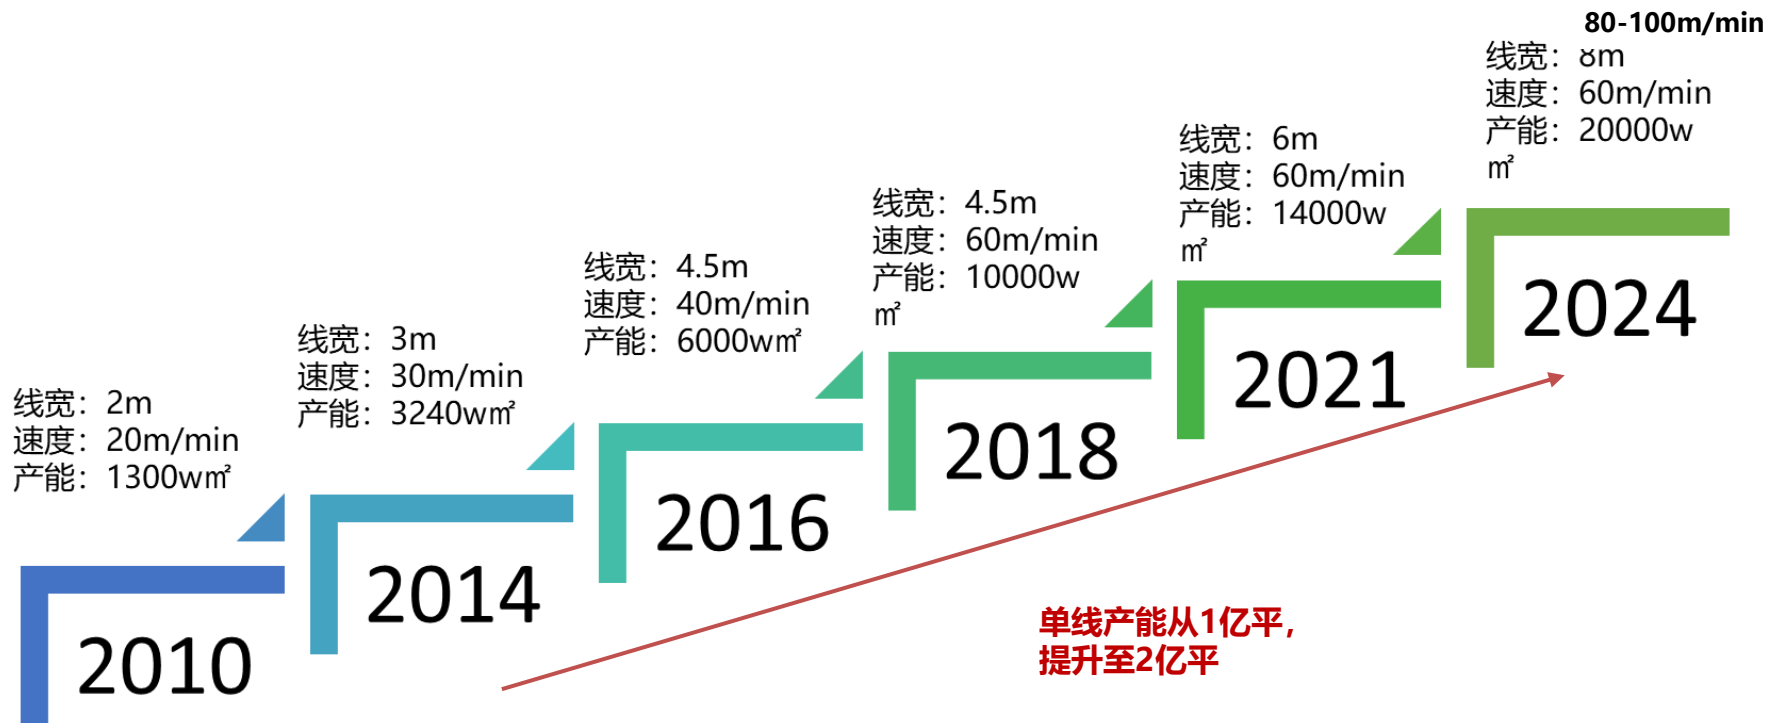 线宽：2m
速度：20m/min
产能：1300w㎡
2010
线宽：3m
速度：30m/min
产能：3240w㎡
2014
线宽：4.5m
速度：40m/min
产能：6000w㎡
2016
线宽：4.5m
速度：60m/min
产能：10000w
㎡
2018
线宽：6m
速度：60m/min
产能：14000w
㎡
2021
80-100m/min
线宽：8m
速度：60m/min
产能：20000w
㎡
2024
单线产能从1亿平，
提升至2亿平